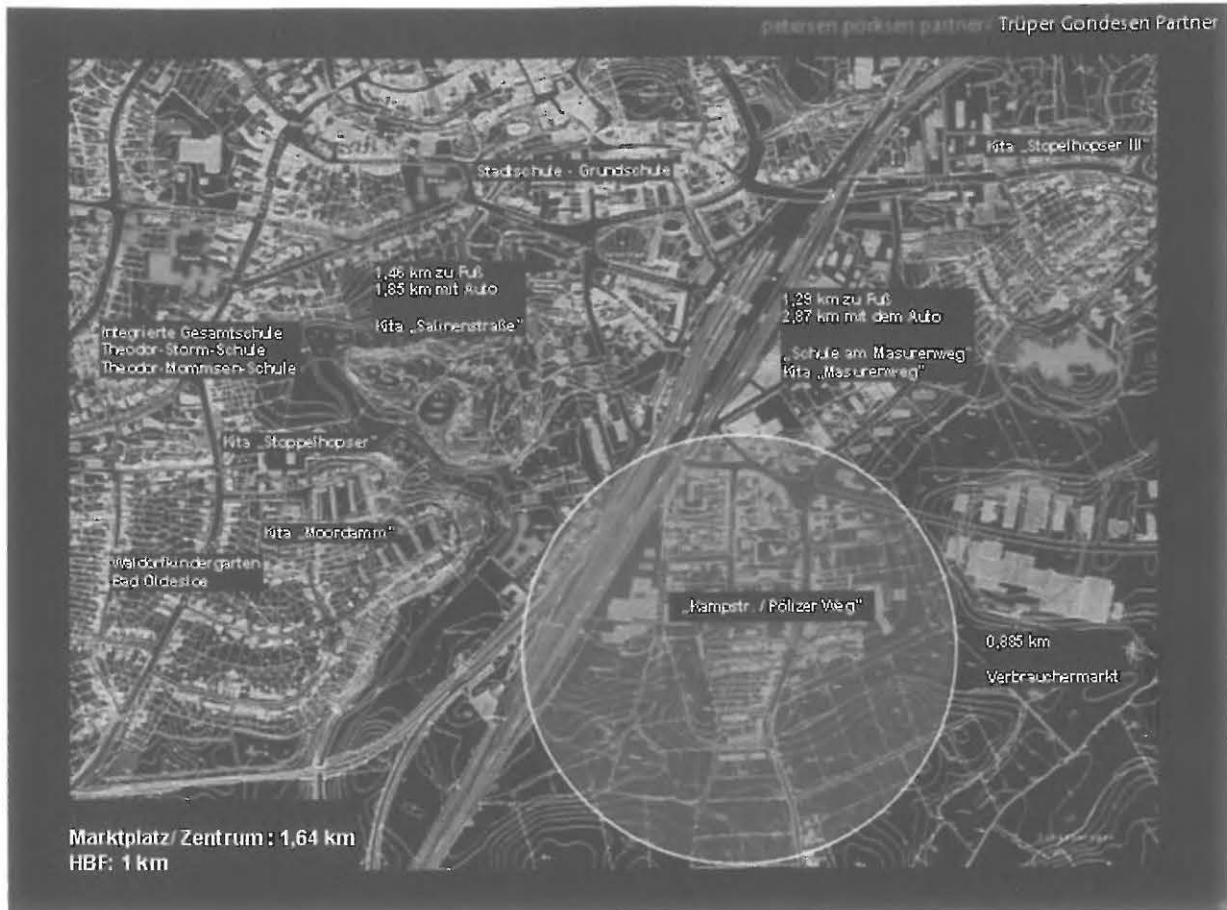 petersen pörksen partner/ Trüper Gondesen Partner
Kita „Stopelhopser III"
Stadtschule - Grundschule
1,46 km zu Fuß
1,85 km mit Auto
Kita „Salinenstraße"
1,29 km zu Fuß
2,87 km mit dem Auto
„Schule am Masurenweg
Kita „Masurenweg"
Integrierte Gesamtschule
Theodor-Storm-Schule
Theodor-Mommsen-Schule
Kita „Stoppelhopser
Kita „Moordamm"
Waldorfkindergarten
Bad Oldesloe
„Kampstr. / Pölizer Weg"
0,885 km
Verbrauchermarkt
Marktplatz/ Zentrum : 1,64 km
HBF: 1 km